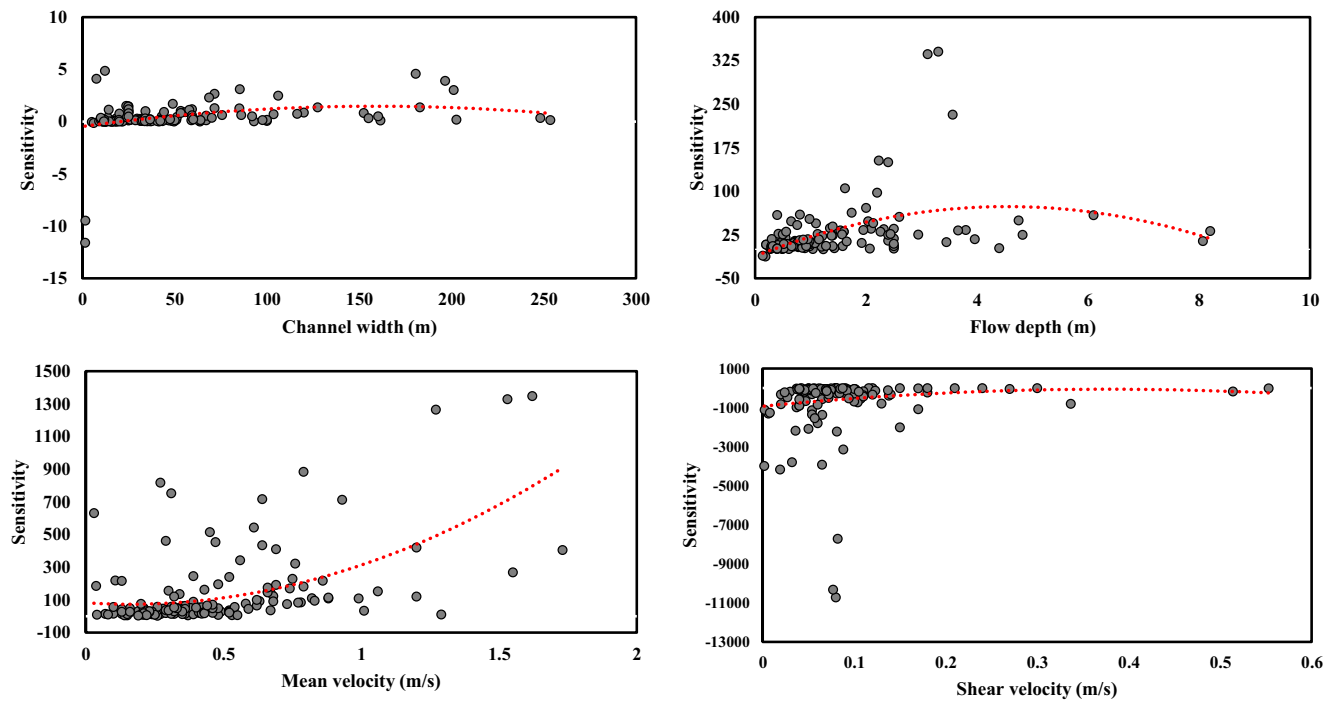 10
5
0
-5
-10
-15
Sensitivity
0 50 100 150 200 250 300
Channel width (m)
400
325
250
175
100
25
-50
Sensitivity
0 2 4 6 8 10
Flow depth (m)
1500
1300
1100
900
700
500
300
100
-100
Sensitivity
0 0.5 1 1.5 2
Mean velocity (m/s)
1000
-1000
-3000
-5000
-7000
-9000
-11000
-13000
Sensitivity
0 0.1 0.2 0.3 0.4 0.5 0.6
Shear velocity (m/s)